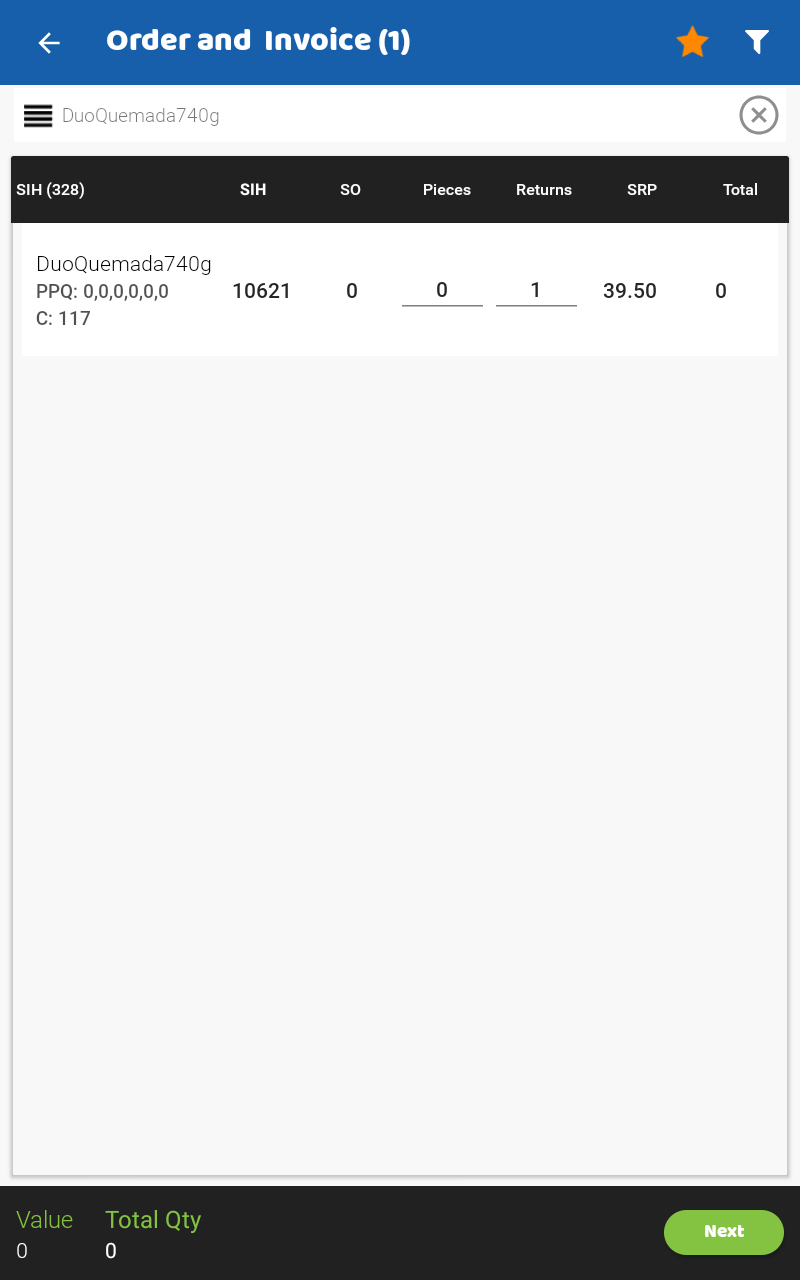 Order and  Invoice (1)
DuoQuemada740g
SIH (328) SIH SO Pieces Returns SRP Total
DuoQuemada740g
PPQ: 0,0,0,0,0,0
C: 117
10621 0 0 1 39.50 0
Value Total Qty
0 0
Next